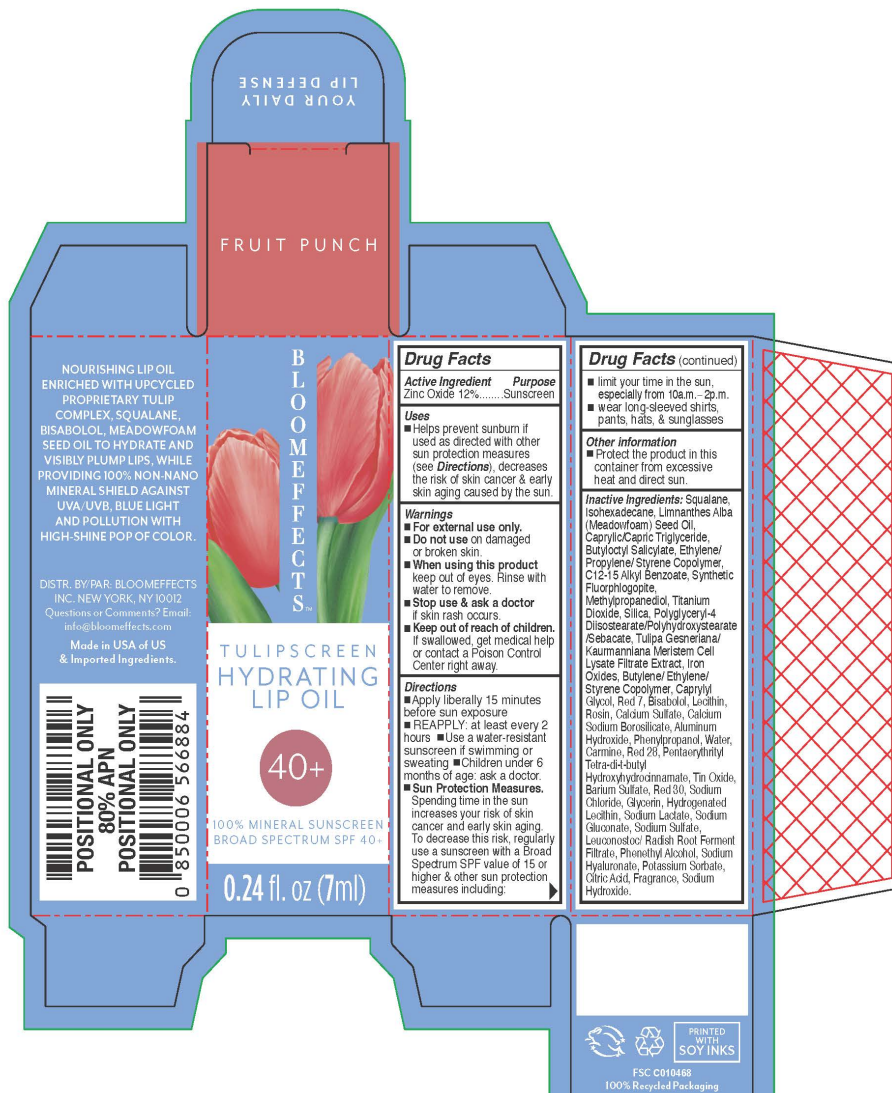 YOUR DAILY
LIP DEFENSE
FRUIT PUNCH
NOURISHING LIP OIL
ENRICHED WITH UPCYCLED
PROPRIETARY TULIP
COMPLEX, SQUALANE,
BISABOLOL, MEADOWFOAM
SEED OIL TO HYDRATE AND
VISIBLY PLUMP LIPS, WHILE
PROVIDING 100% NON-NANO
MINERAL SHIELD AGAINST
UVA/UVB, BLUE LIGHT
AND POLLUTION WITH
HIGH-SHINE POP OF COLOR.
DISTR. BY/PAR: BLOOMEFFECTS
INC. NEW YORK, NY 10012
Questions or Comments? Email:
info@bloomeffects.com
Made in USA of US
& Imported Ingredients.
POSITIONAL ONLY
80% APN
POSITIONAL ONLY
0 850006 566884
BLOOMEFFECTS™
TULIPSCREEN
HYDRATING
LIP OIL
40+
100% MINERAL SUNSCREEN
BROAD SPECTRUM SPF 40+
0.24 fl. oz (7ml)
Drug Facts
Active Ingredient Purpose
Zinc Oxide 12%........Sunscreen
Uses
■ Helps prevent sunburn if
used as directed with other
sun protection measures
(see Directions), decreases
the risk of skin cancer & early
skin aging caused by the sun.
Warnings
■ For external use only.
■ Do not use on damaged
or broken skin.
■ When using this product
keep out of eyes. Rinse with
water to remove.
■ Stop use & ask a doctor
if skin rash occurs.
■ Keep out of reach of children.
If swallowed, get medical help
or contact a Poison Control
Center right away.
Directions
■ Apply liberally 15 minutes
before sun exposure
■ REAPPLY: at least every 2
hours ■ Use a water-resistant
sunscreen if swimming or
sweating ■ Children under 6
months of age: ask a doctor.
■ Sun Protection Measures.
Spending time in the sun
increases your risk of skin
cancer and early skin aging.
To decrease this risk, regularly
use a sunscreen with a Broad
Spectrum SPF value of 15 or
higher & other sun protection
measures including:
Drug Facts (continued)
■ limit your time in the sun,
especially from 10a.m.– 2p.m.
■ wear long-sleeved shirts,
pants, hats, & sunglasses
Other information
■ Protect the product in this
container from excessive
heat and direct sun.
Inactive Ingredients: Squalane,
Isohexadecane, Limnanthes Alba
(Meadowfoam) Seed Oil,
Caprylic/Capric Triglyceride,
Butyloctyl Salicylate, Ethylene/
Propylene/ Styrene Copolymer,
C12-15 Alkyl Benzoate, Synthetic
Fluorphlogopite,
Methylpropanediol, Titanium
Dioxide, Silica, Polyglyceryl-4
Diisostearate/Polyhydroxystearate
/Sebacate, Tulipa Gesneriana/
Kaurmanniana Meristem Cell
Lysate Filtrate Extract, Iron
Oxides, Butylene/ Ethylene/
Styrene Copolymer, Caprylyl
Glycol, Red 7, Bisabolol, Lecithin,
Rosin, Calcium Sulfate, Calcium
Sodium Borosilicate, Aluminum
Hydroxide, Phenylpropanol, Water,
Carmine, Red 28, Pentaerythrityl
Tetra-di-t-butyl
Hydroxyhydrocinnamate, Tin Oxide,
Barium Sulfate, Red 30, Sodium
Chloride, Glycerin, Hydrogenated
Lecithin, Sodium Lactate, Sodium
Gluconate, Sodium Sulfate,
Leuconostoc/ Radish Root Ferment
Filtrate, Phenethyl Alcohol, Sodium
Hyaluronate, Potassium Sorbate,
Citric Acid, Fragrance, Sodium
Hydroxide.
PRINTED
WITH
SOY INKS
FSC C010468
100% Recycled Packaging